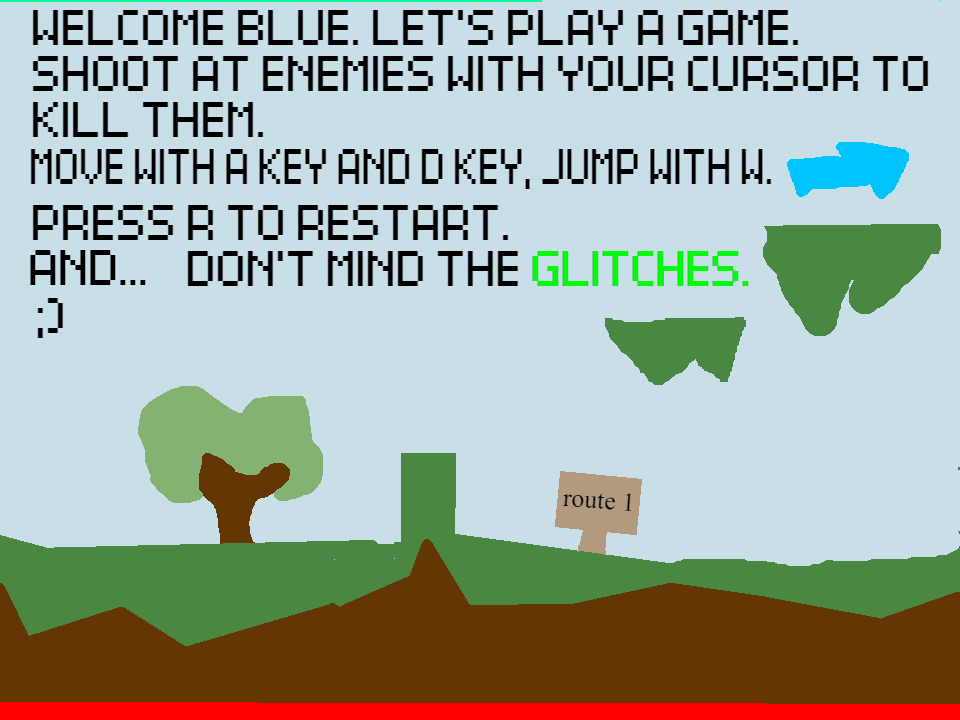 WELCOME BLUE. LET'S PLAY A GAME.
SHOOT AT ENEMIES WITH YOUR CURSOR TO
KILL THEM.
MOVE WITH A KEY AND D KEY, JUMP WITH W.
PRESS R TO RESTART.
AND... DON'T MIND THE GLITCHES.
;)
route 1